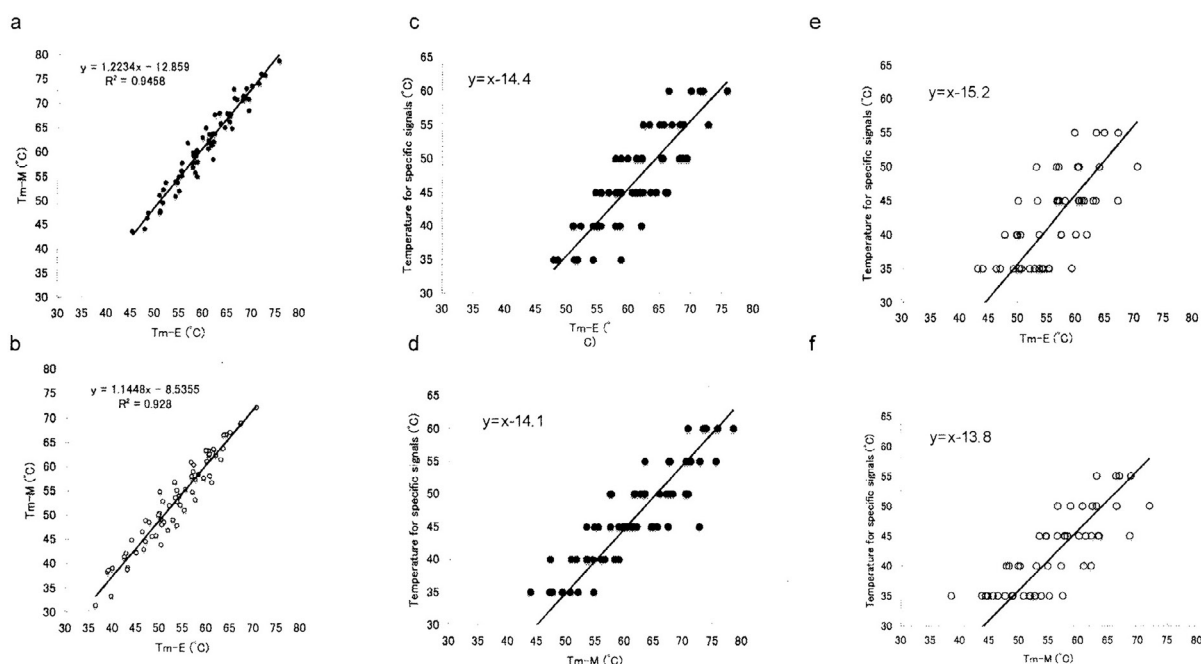 a
y = 1.2234x − 12.859
R² = 0.9458
Tm−M (°C)
80
75
70
65
60
55
50
45
40
35
30
30 35 40 45 50 55 60 65 70 75 80
Tm−E (°C)
b
y = 1.1448x − 8.5355
R² = 0.928
Tm−M (°C)
80
75
70
65
60
55
50
45
40
35
30
30 35 40 45 50 55 60 65 70 75 80
Tm−E (°C)
c
y=x-14.4
Temperature for specific signals (°C)
65
60
55
50
45
40
35
30
30 35 40 45 50 55 60 65 70 75 80
Tm−E (°
C)
d
y=x-14.1
Temperature for specific signals (°C)
65
60
55
50
45
40
35
30
30 35 40 45 50 55 60 65 70 75 80
Tm−M (°C)
e
y=x-15.2
Temperature for specific signals (°C)
65
60
55
50
45
40
35
30
30 35 40 45 50 55 60 65 70 75 80
Tm−E (°C)
f
y=x-13.8
Temperature for specific signals (°C)
65
60
55
50
45
40
35
30
30 35 40 45 50 55 60 65 70 75 80
Tm−M (°C)